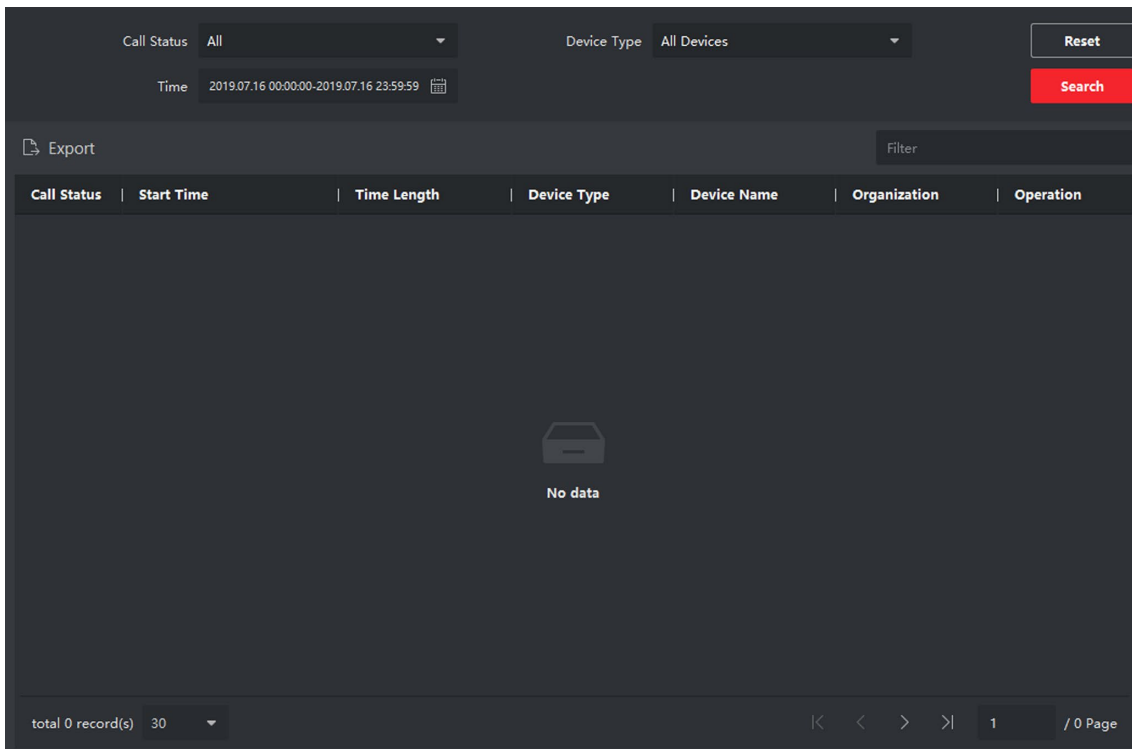 Call Status All Device Type All Devices Reset
Time 2019.07.16 00:00:00-2019.07.16 23:59:59 Search
Export Filter
Call Status | Start Time | Time Length | Device Type | Device Name | Organization | Operation
No data
total 0 record(s) 30 1 / 0 Page